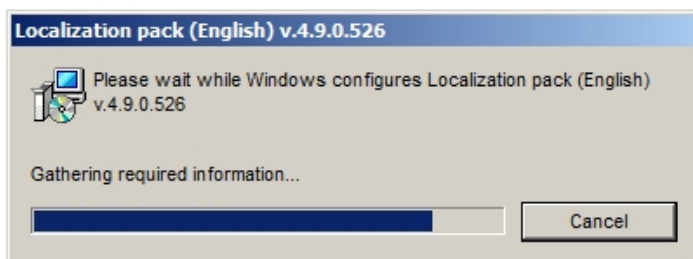 Localization pack (English) v.4.9.0.526
Please wait while Windows configures Localization pack (English)
v.4.9.0.526
Gathering required information...
Cancel